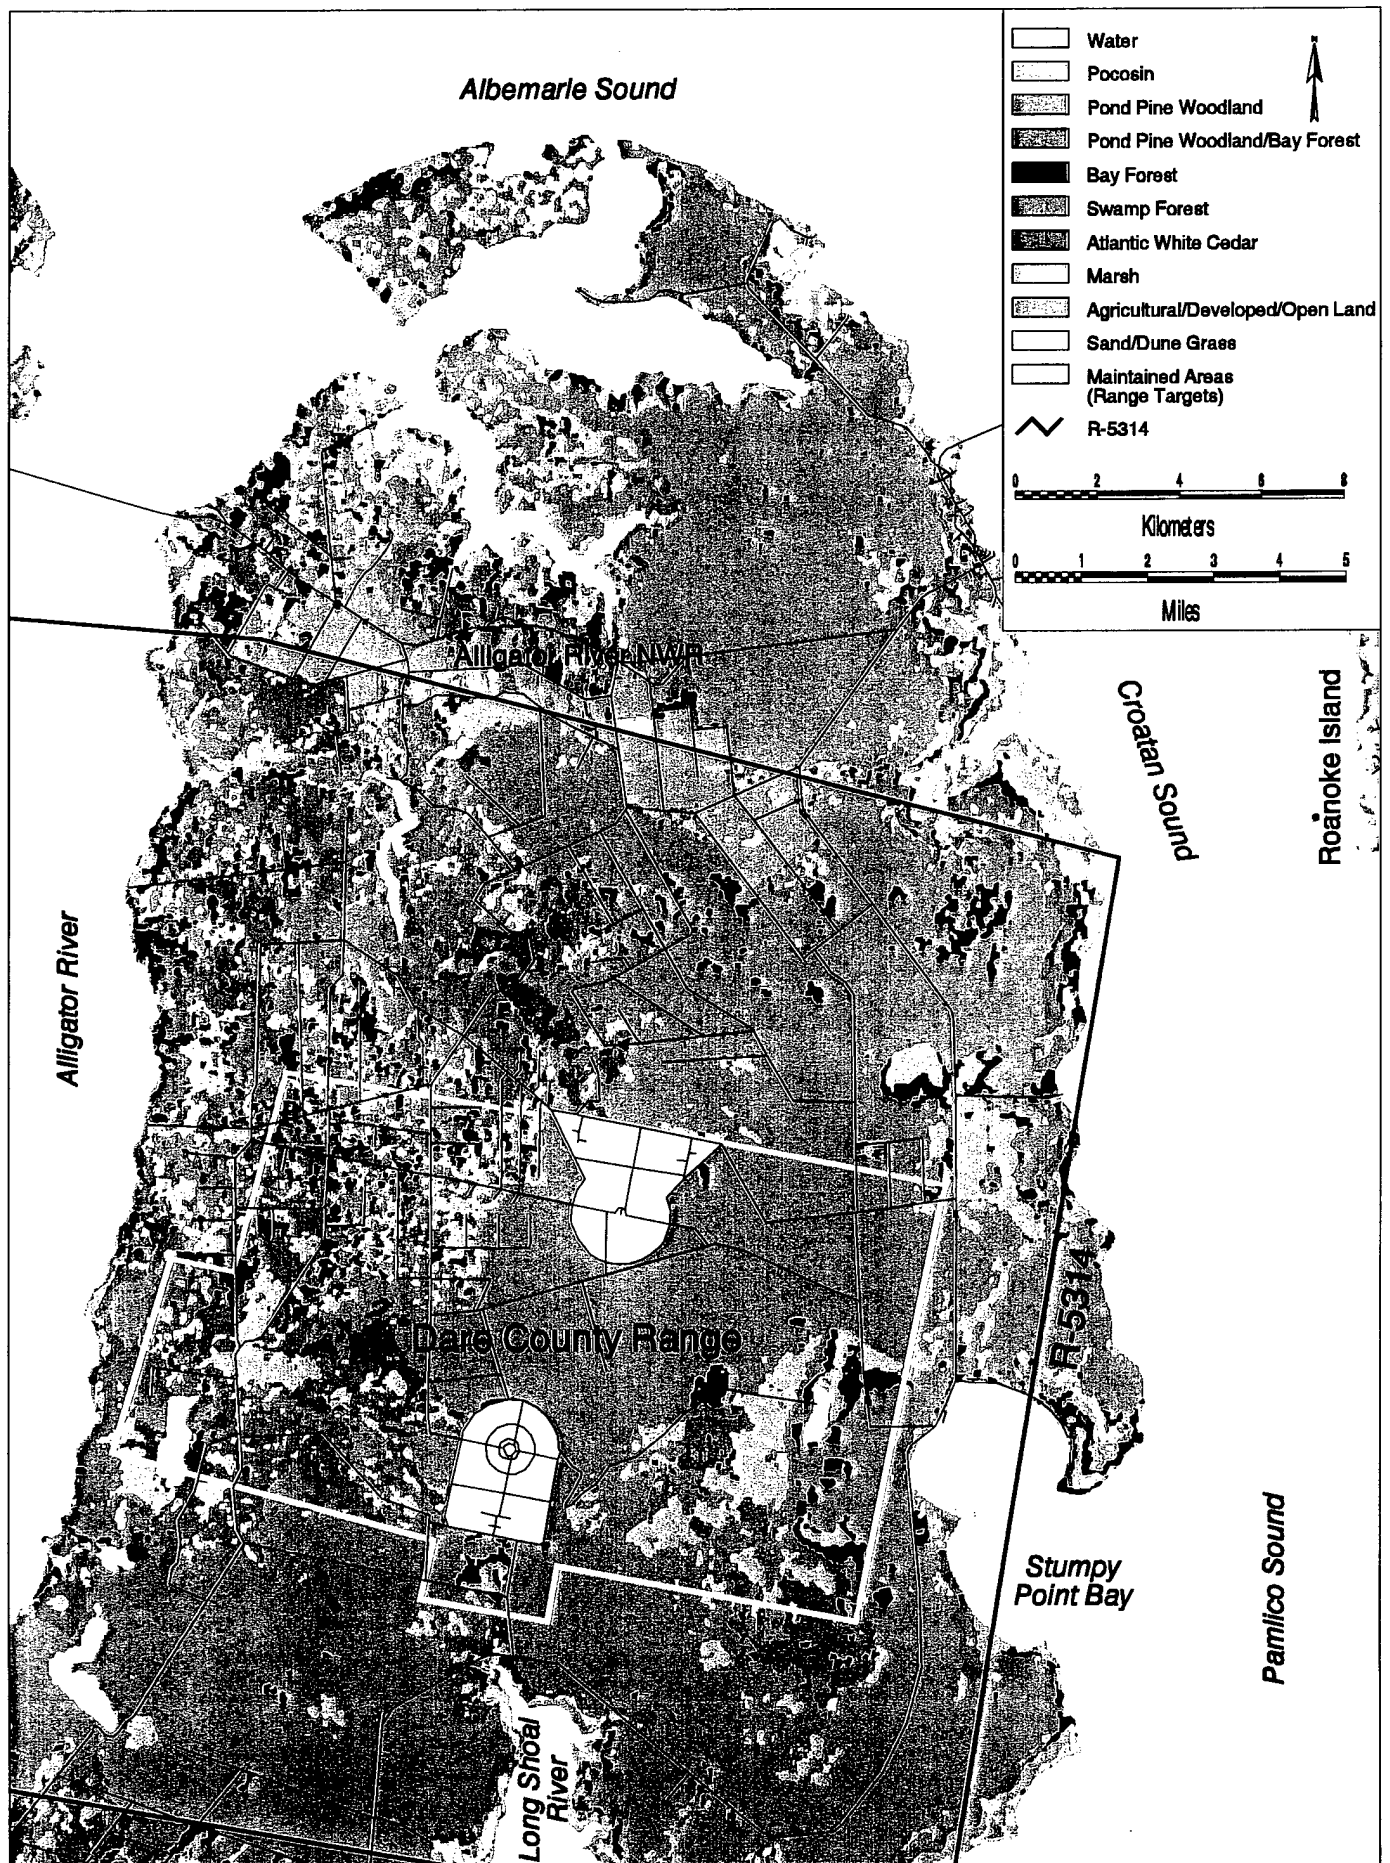 Albemarle Sound
Water
Pocosin
Pond Pine Woodland
Pond Pine Woodland/Bay Forest
Bay Forest
Swamp Forest
Atlantic White Cedar
Marsh
Agricultural/Developed/Open Land
Sand/Dune Grass
Maintained Areas
(Range Targets)
R-5314
N
0 2 4 6 8
Kilometers
0 1 2 3 4 5
Miles
Alligator River NWR
Croatan Sound
Roanoke Island
Alligator River
R-5314
Dare County Range
Stumpy
Point Bay
Pamlico Sound
Long Shoal
River